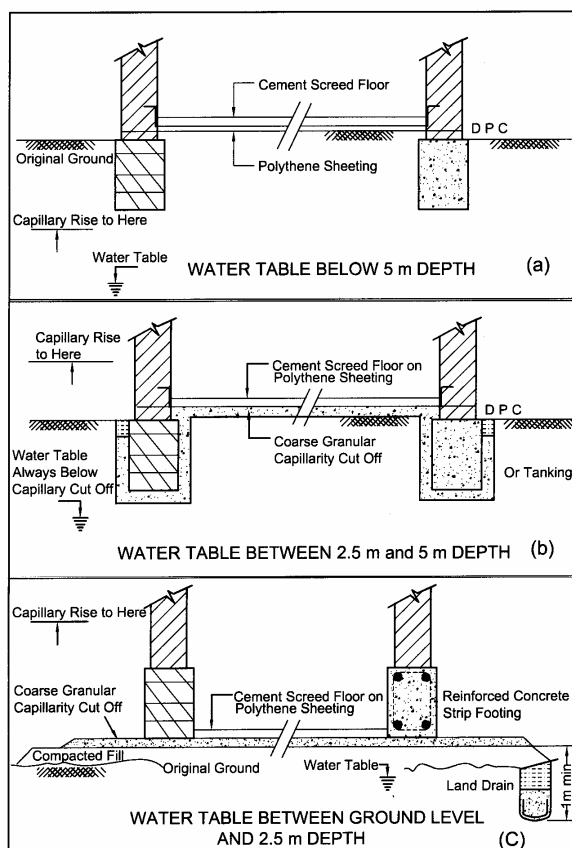 Cement Screed Floor
D P C
Original Ground
Polythene Sheeting
Capillary Rise to Here
Water Table
WATER TABLE BELOW 5 m DEPTH
(a)
Capillary Rise
to Here
Cement Screed Floor on
Polythene Sheeting
D P C
Water Table
Always Below
Capillary Cut Off
Coarse Granular
Capillarity Cut Off
Or Tanking
WATER TABLE BETWEEN 2.5 m and 5 m DEPTH
(b)
Capillary Rise to Here
Coarse Granular
Capillarity Cut Off
Cement Screed Floor on
Polythene Sheeting
Reinforced Concrete
Strip Footing
Compacted Fill
Original Ground
Water Table
Land Drain
1m min
WATER TABLE BETWEEN GROUND LEVEL
AND 2.5 m DEPTH
(C)